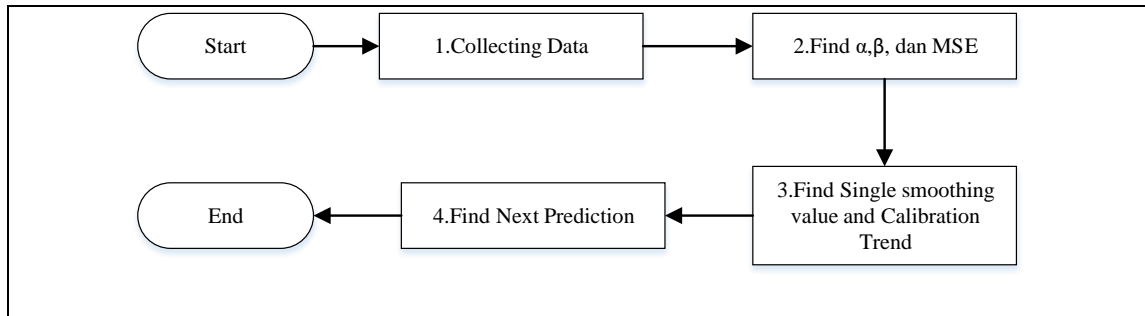 Start
1.Collecting Data
2.Find α,β, dan MSE
3.Find Single smoothing
value and Calibration
Trend
4.Find Next Prediction
End